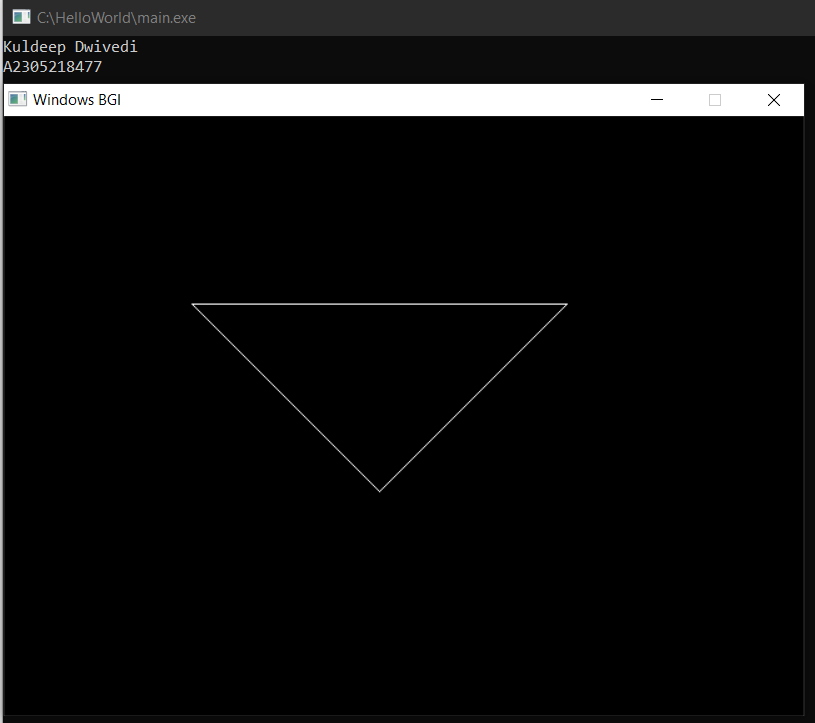 C:\HelloWorld\main.exe
Kuldeep Dwivedi
A2305218477
Windows BGI